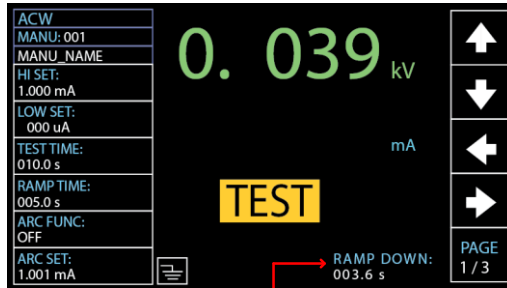 ACW
MANU: 001
MANU_NAME
HI SET:
1.000 mA
LOW SET:
000 uA
TEST TIME:
010.0 s
RAMP TIME:
005.0 s
ARC FUNC:
OFF
ARC SET:
1.001 mA
0. 039 kV
mA
TEST
RAMP DOWN:
003.6 s
PAGE
1 / 3